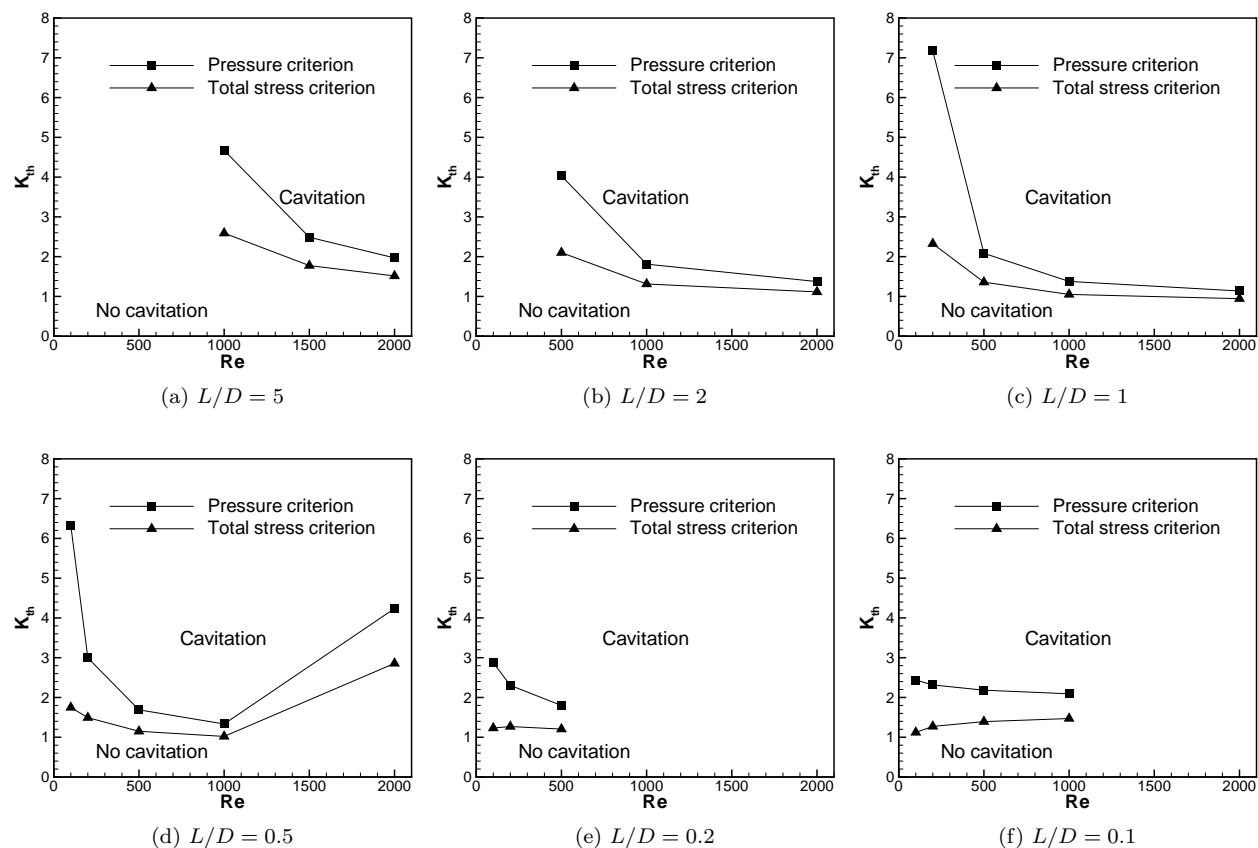 8
7
6
5
4
3
2
1
0
K_th
Pressure criterion
Total stress criterion
Cavitation
No cavitation
0 500 1000 1500 2000
Re
(a) L/D = 5
8
7
6
5
4
3
2
1
0
K_th
Pressure criterion
Total stress criterion
Cavitation
No cavitation
0 500 1000 1500 2000
Re
(b) L/D = 2
8
7
6
5
4
3
2
1
0
K_th
Pressure criterion
Total stress criterion
Cavitation
No cavitation
0 500 1000 1500 2000
Re
(c) L/D = 1
8
7
6
5
4
3
2
1
0
K_th
Pressure criterion
Total stress criterion
Cavitation
No cavitation
0 500 1000 1500 2000
Re
(d) L/D = 0.5
8
7
6
5
4
3
2
1
0
K_th
Pressure criterion
Total stress criterion
Cavitation
No cavitation
0 500 1000 1500 2000
Re
(e) L/D = 0.2
8
7
6
5
4
3
2
1
0
K_th
Pressure criterion
Total stress criterion
Cavitation
No cavitation
0 500 1000 1500 2000
Re
(f) L/D = 0.1